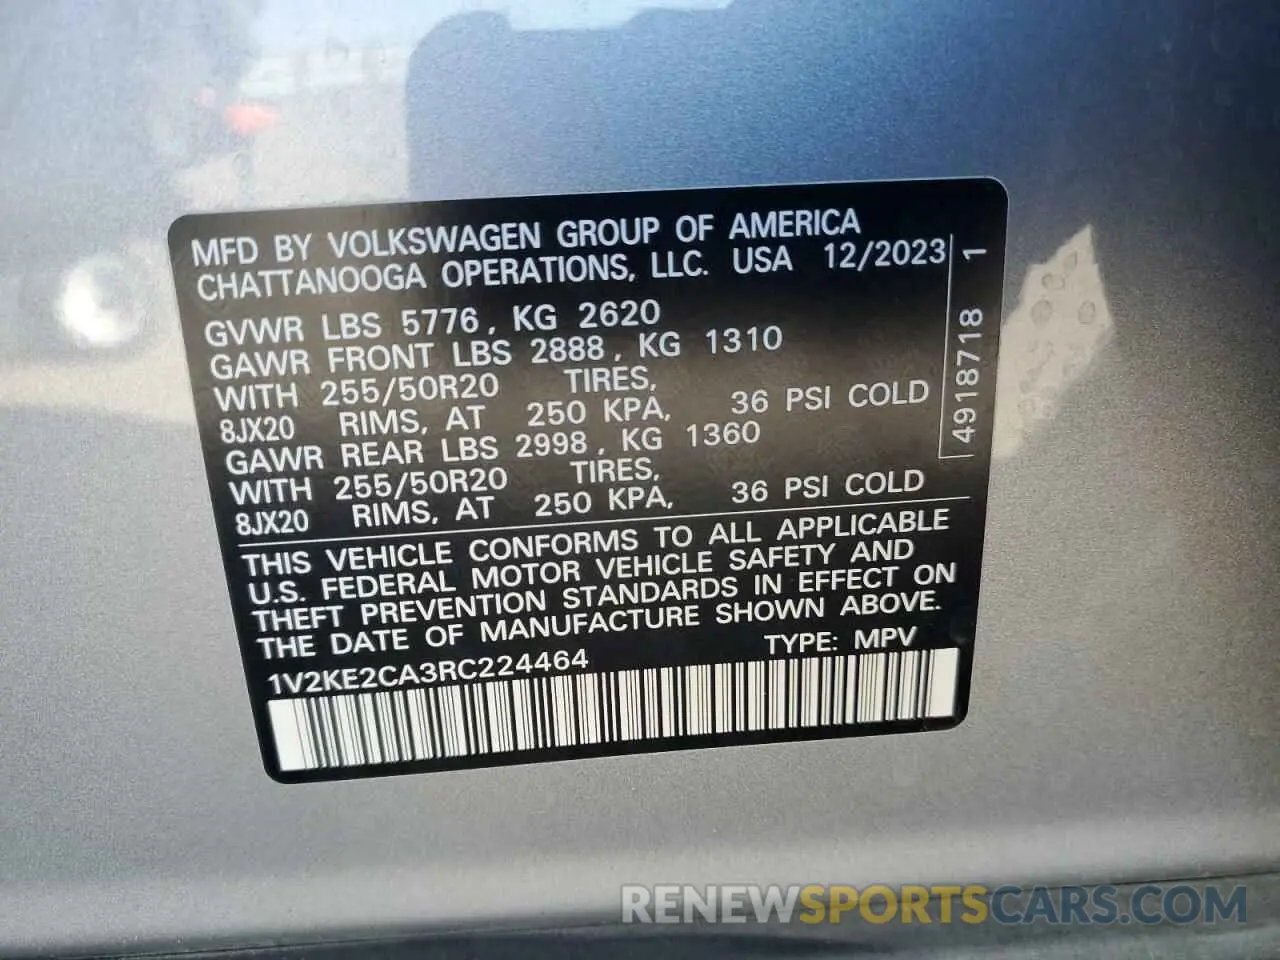 MFD BY VOLKSWAGEN GROUP OF AMERICA
CHATTANOOGA OPERATIONS, LLC. USA 12/2023
GVWR LBS 5776, KG 2620
GAWR FRONT LBS 2888, KG 1310
WITH 255/50R20 TIRES,
8JX20 RIMS, AT 250 KPA, 36 PSI COLD
GAWR REAR LBS 2998, KG 1360
WITH 255/50R20 TIRES,
8JX20 RIMS, AT 250 KPA, 36 PSI COLD
4918718 1
THIS VEHICLE CONFORMS TO ALL APPLICABLE
U.S. FEDERAL MOTOR VEHICLE SAFETY AND
THEFT PREVENTION STANDARDS IN EFFECT ON
THE DATE OF MANUFACTURE SHOWN ABOVE.
1V2KE2CA3RC224464 TYPE: MPV
RENEWSPORTSCARS.COM